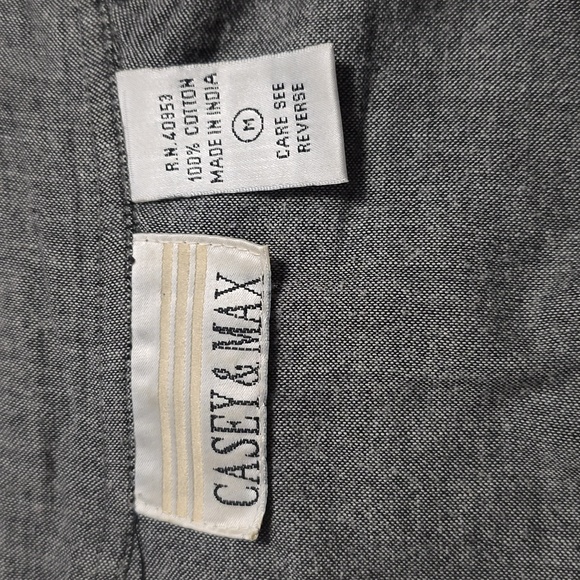 R.N. 40953
100% COTTON
MADE IN INDIA
M
CARE SEE
REVERSE
CASEY & MAX